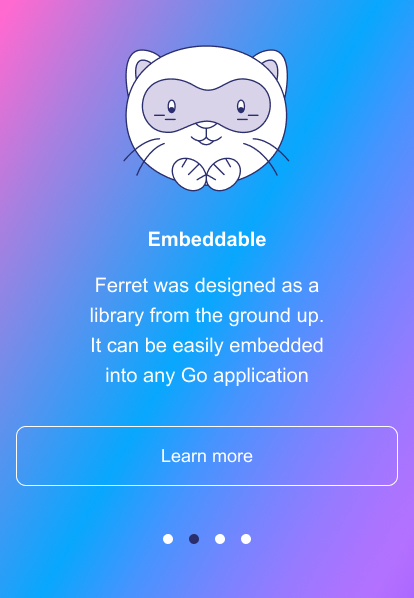 Embeddable
Ferret was designed as a
library from the ground up.
It can be easily embedded
into any Go application
Learn more